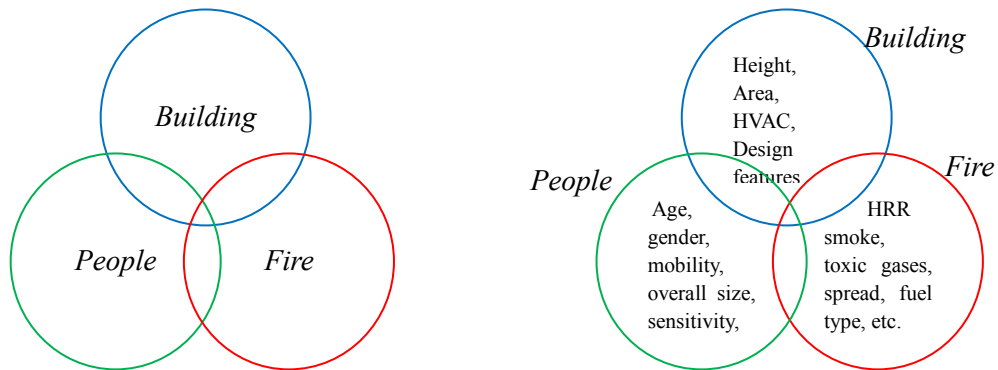 Building
People
Fire
Building
Height,
Area,
HVAC,
Design
features
People
Fire
Age,
gender,
mobility,
overall size,
sensitivity,
HRR
smoke,
toxic gases,
spread, fuel
type, etc.